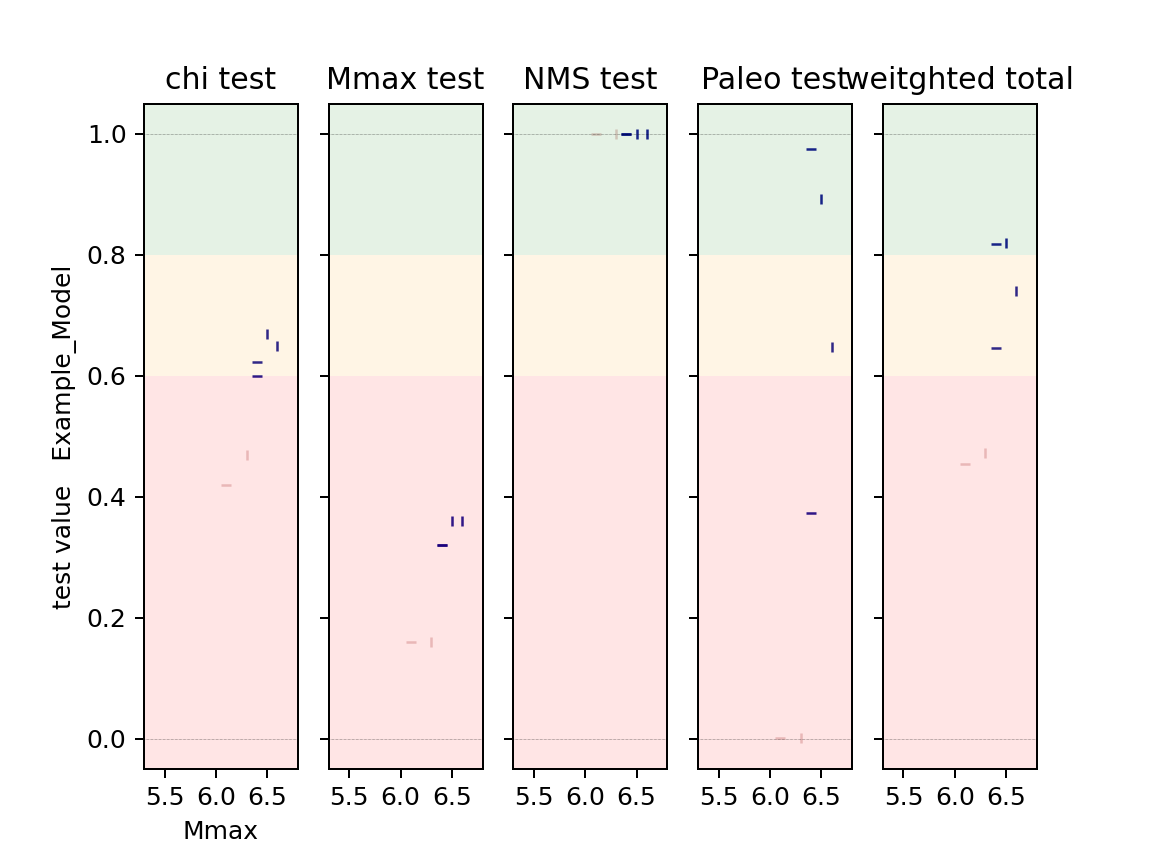 chi test
Mmax test
NMS test
Paleo test
weitghted total
1.0
0.8
0.6
0.4
0.2
0.0
test value   Example_Model
5.5 6.0 6.5
5.5 6.0 6.5
5.5 6.0 6.5
5.5 6.0 6.5
5.5 6.0 6.5
Mmax